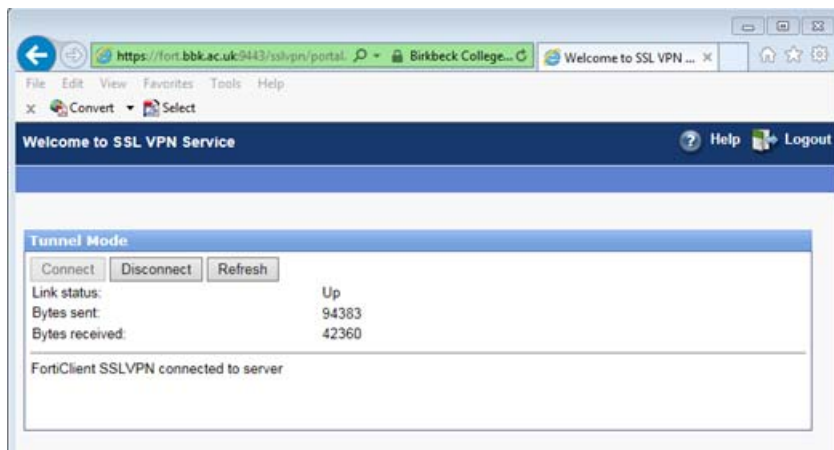 https://fort.bbk.ac.uk:9443/sslvpn/portal. Birkbeck College... Welcome to SSL VPN ...
File Edit View Favorites Tools Help
x Convert Select
Welcome to SSL VPN Service Help Logout
Tunnel Mode
Connect Disconnect Refresh
Link status: Up
Bytes sent: 94383
Bytes received: 42360
FortiClient SSLVPN connected to server